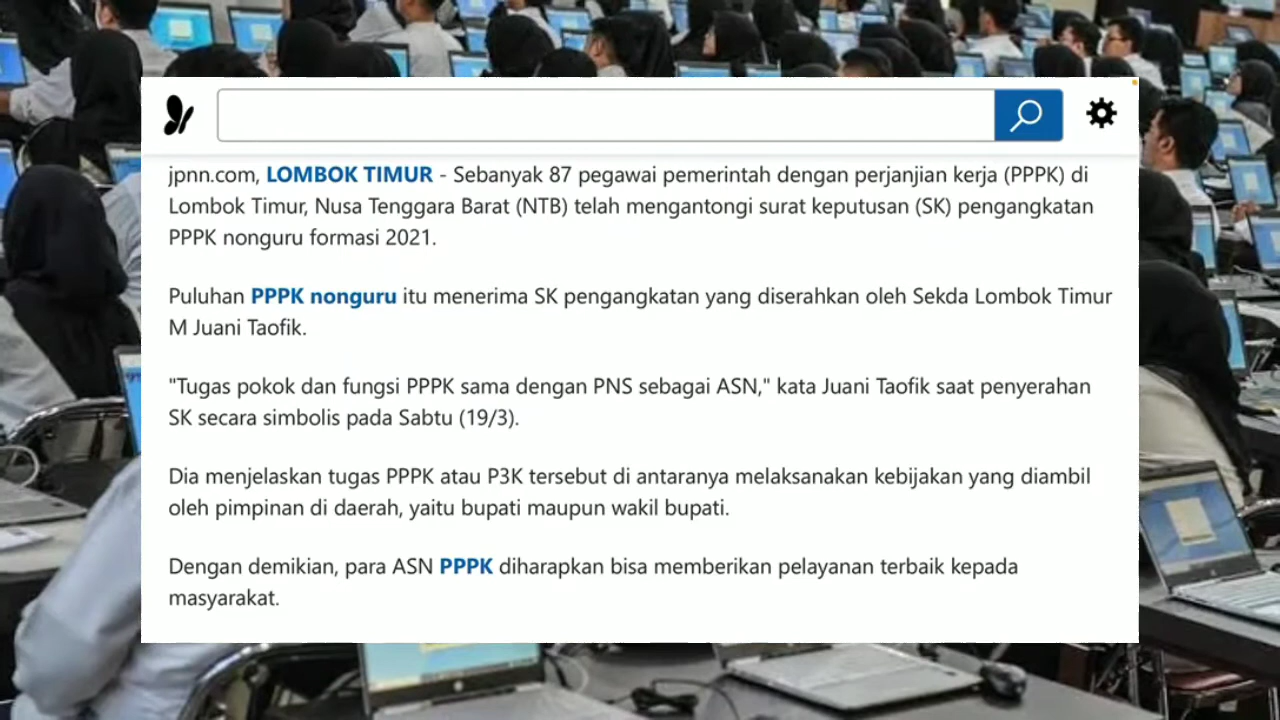 jpnn.com, LOMBOK TIMUR - Sebanyak 87 pegawai pemerintah dengan perjanjian kerja (PPPK) di
Lombok Timur, Nusa Tenggara Barat (NTB) telah mengantongi surat keputusan (SK) pengangkatan
PPPK nonguru formasi 2021.
Puluhan PPPK nonguru itu menerima SK pengangkatan yang diserahkan oleh Sekda Lombok Timur
M Juani Taofik.
"Tugas pokok dan fungsi PPPK sama dengan PNS sebagai ASN," kata Juani Taofik saat penyerahan
SK secara simbolis pada Sabtu (19/3).
Dia menjelaskan tugas PPPK atau P3K tersebut di antaranya melaksanakan kebijakan yang diambil
oleh pimpinan di daerah, yaitu bupati maupun wakil bupati.
Dengan demikian, para ASN PPPK diharapkan bisa memberikan pelayanan terbaik kepada
masyarakat.